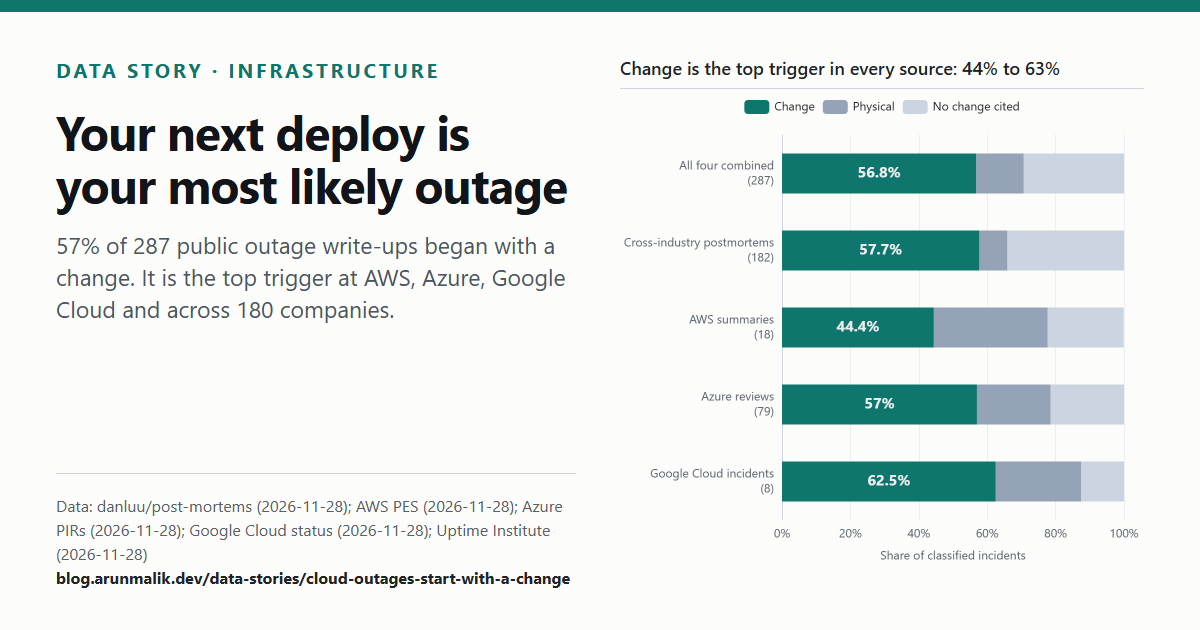 DATA STORY · INFRASTRUCTURE
Your next deploy is
your most likely outage
57% of 287 public outage write-ups began with a
change. It is the top trigger at AWS, Azure, Google
Cloud and across 180 companies.
Data: danluu/post-mortems (2026-11-28); AWS PES (2026-11-28); Azure
PIRs (2026-11-28); Google Cloud status (2026-11-28); Uptime Institute
(2026-11-28)
blog.arunmalik.dev/data-stories/cloud-outages-start-with-a-change
Change is the top trigger in every source: 44% to 63%
Change Physical No change cited
All four combined
(287)
56.8%
Cross-industry postmortems
(182)
57.7%
AWS summaries
(18)
44.4%
Azure reviews
(79)
57%
Google Cloud incidents
(8)
62.5%
0% 20% 40% 60% 80% 100%
Share of classified incidents